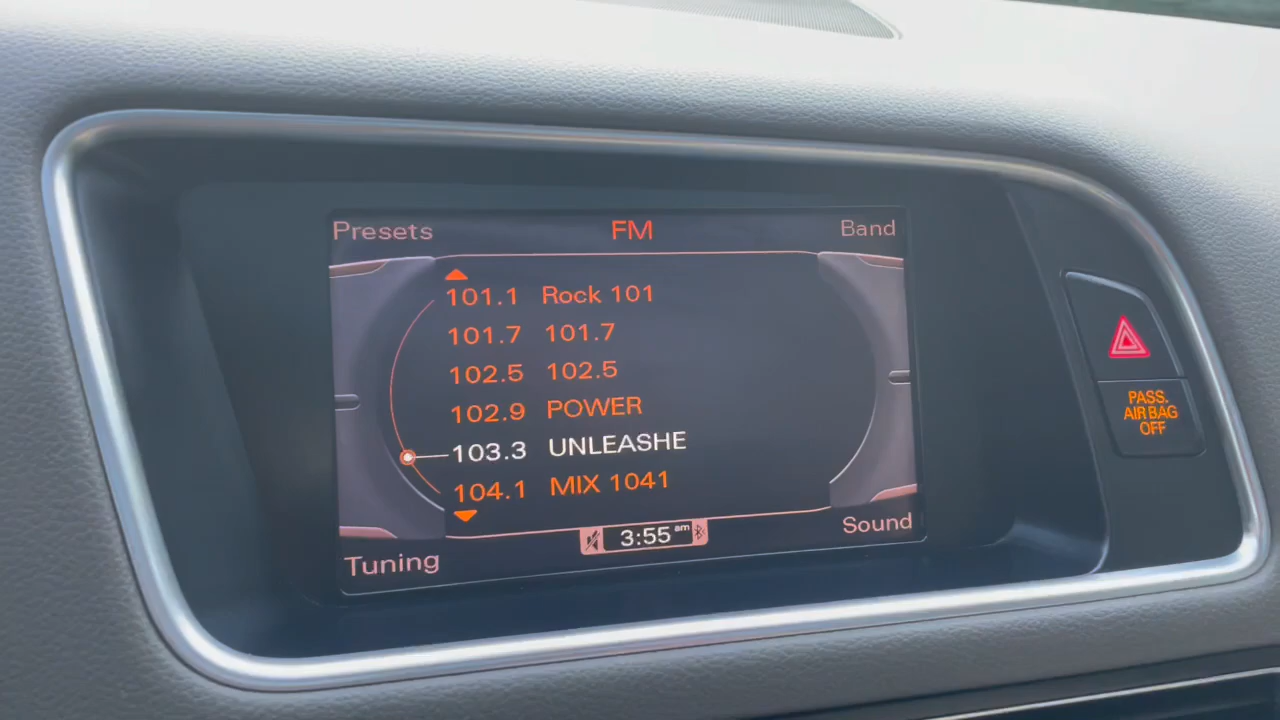 Presets FM Band
101.1 Rock 101
101.7 101.7
102.5 102.5
102.9 POWER
103.3 UNLEASHE
104.1 MIX 1041
3:55 am
Tuning Sound
PASS.
AIR BAG
OFF